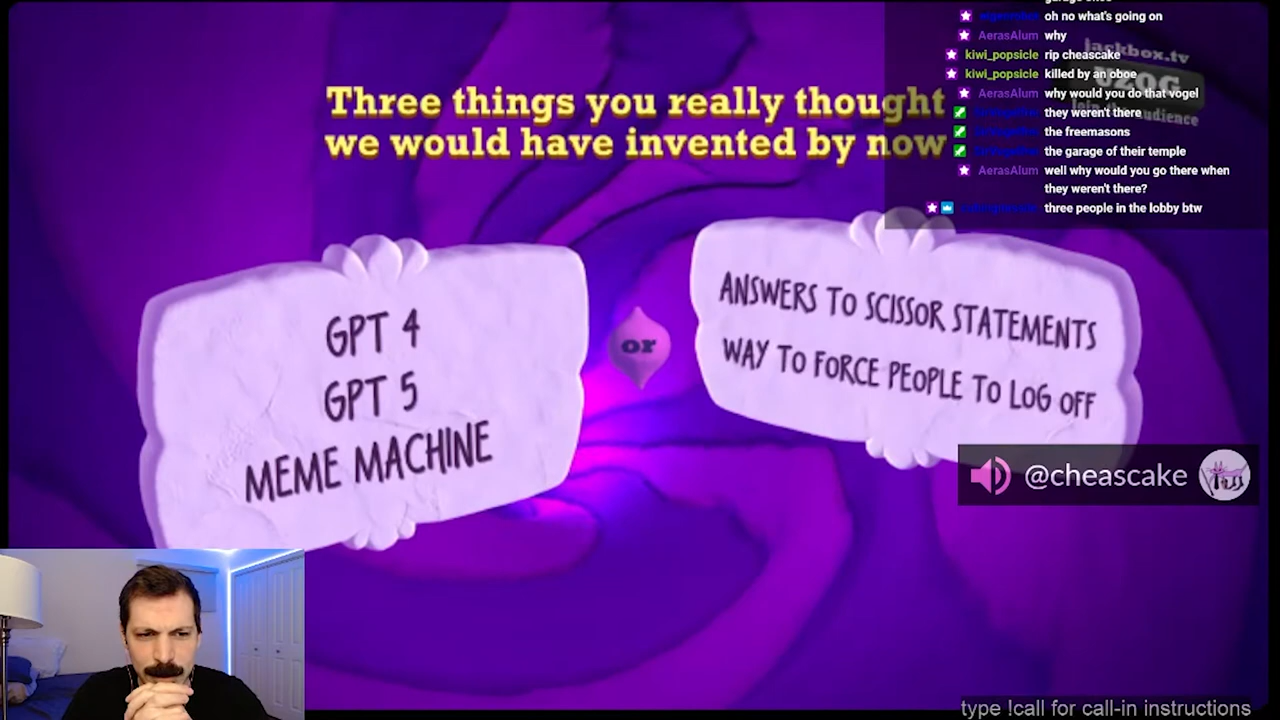 Three things you really thought
we would have invented by now
GPT 4
GPT 5
MEME MACHINE
or
ANSWERS TO SCISSOR STATEMENTS
WAY TO FORCE PEOPLE TO LOG OFF
jackbox.tv
oh no what's going on
AerasAlum why
kiwi_popsicle rip cheascake
kiwi_popsicle killed by an oboe
AerasAlum why would you do that vogel
they weren't there
the freemasons
the garage of their temple
AerasAlum well why would you go there when
they weren't there?
three people in the lobby btw
audience
@cheascake
type !call for call-in instructions